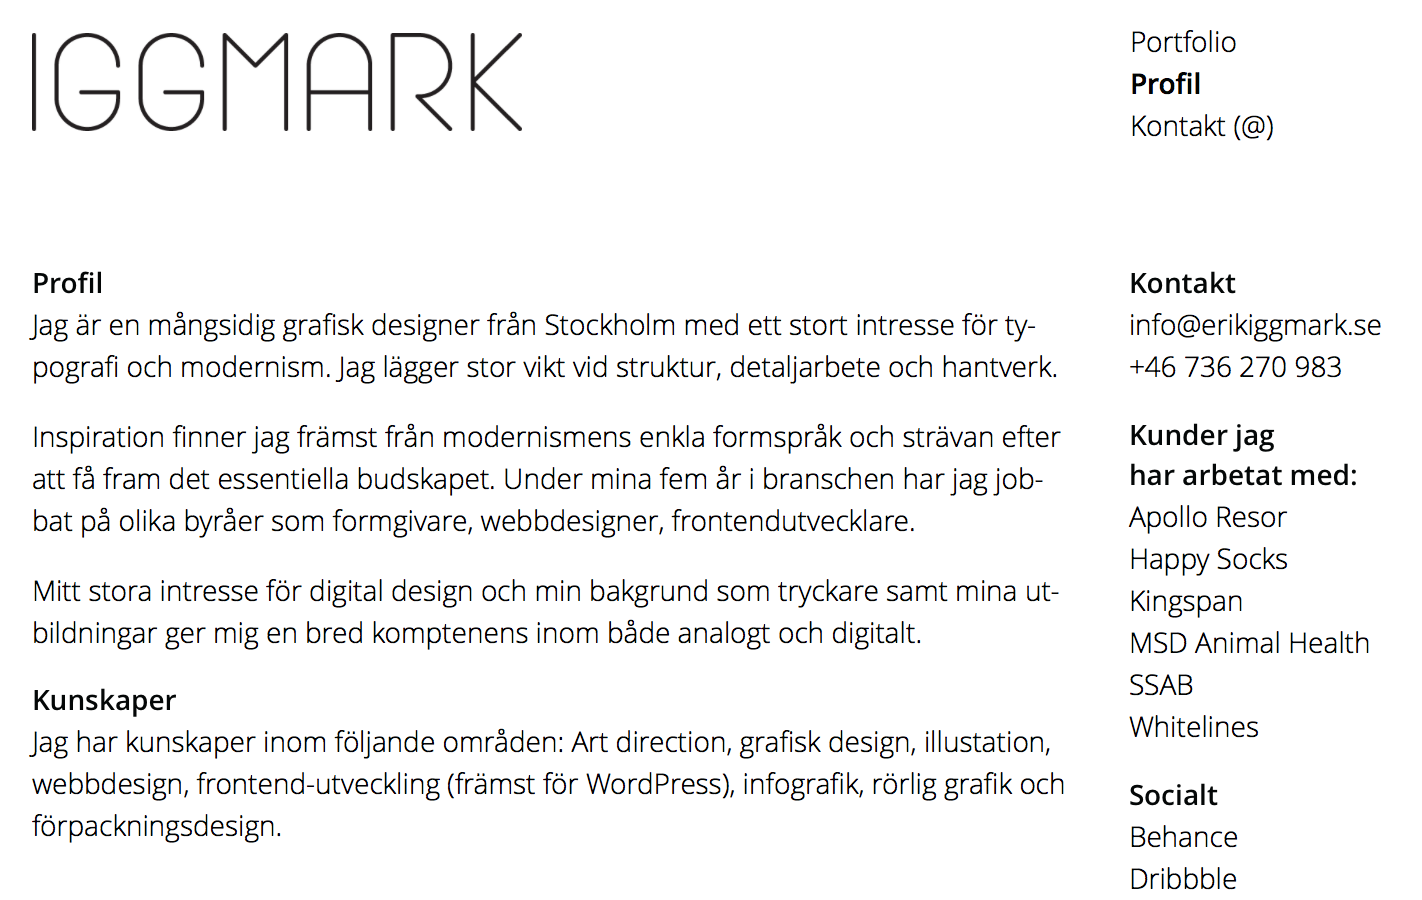 IGGMARK
Portfolio
Profil
Kontakt (@)
Profil
Jag är en mångsidig grafisk designer från Stockholm med ett stort intresse för ty-
pografi och modernism. Jag lägger stor vikt vid struktur, detaljarbete och hantverk.
Inspiration finner jag främst från modernismens enkla formspråk och strävan efter
att få fram det essentiella budskapet. Under mina fem år i branschen har jag job-
bat på olika byråer som formgivare, webbdesigner, frontendutvecklare.
Mitt stora intresse för digital design och min bakgrund som tryckare samt mina ut-
bildningar ger mig en bred komptenens inom både analogt och digitalt.
Kunskaper
Jag har kunskaper inom följande områden: Art direction, grafisk design, illustation,
webbdesign, frontend-utveckling (främst för WordPress), infografik, rörlig grafik och
förpackningsdesign.
Kontakt
info@erikiggmark.se
+46 736 270 983
Kunder jag
har arbetat med:
Apollo Resor
Happy Socks
Kingspan
MSD Animal Health
SSAB
Whitelines
Socialt
Behance
Dribbble